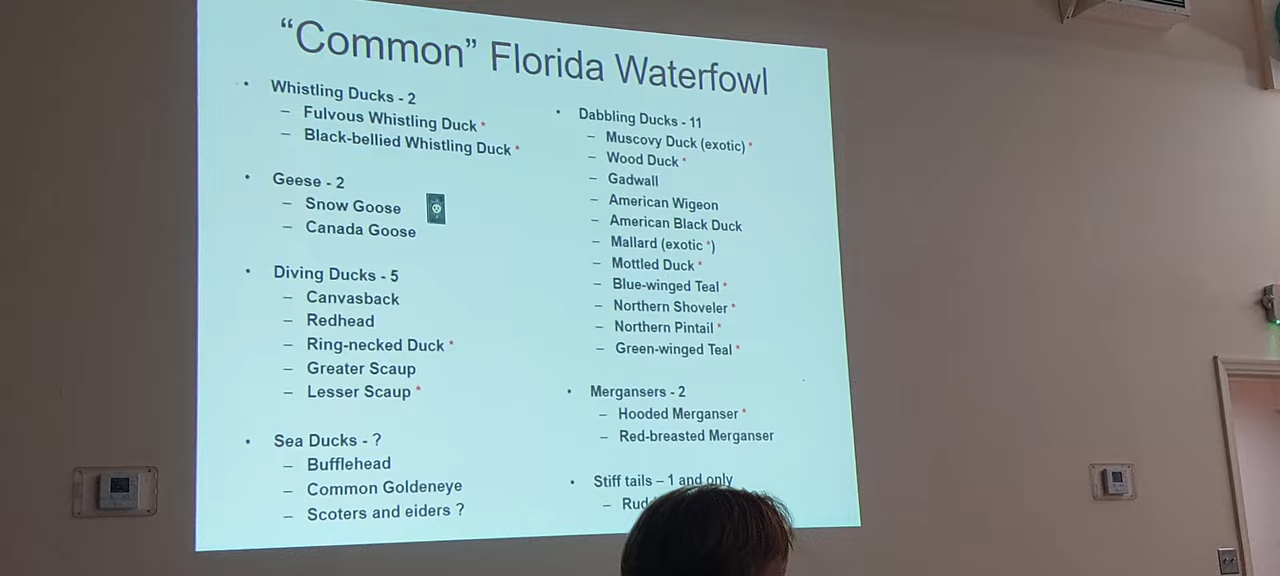 “Common” Florida Waterfowl
• Whistling Ducks - 2
– Fulvous Whistling Duck *
– Black-bellied Whistling Duck *
• Geese - 2
– Snow Goose
– Canada Goose
• Diving Ducks - 5
– Canvasback
– Redhead
– Ring-necked Duck *
– Greater Scaup
– Lesser Scaup *
• Sea Ducks - ?
– Bufflehead
– Common Goldeneye
– Scoters and eiders ?
• Dabbling Ducks - 11
– Muscovy Duck (exotic) *
– Wood Duck *
– Gadwall
– American Wigeon
– American Black Duck
– Mallard (exotic *)
– Mottled Duck *
– Blue-winged Teal *
– Northern Shoveler *
– Northern Pintail *
– Green-winged Teal *
• Mergansers - 2
– Hooded Merganser *
– Red-breasted Merganser
• Stiff tails – 1 and only